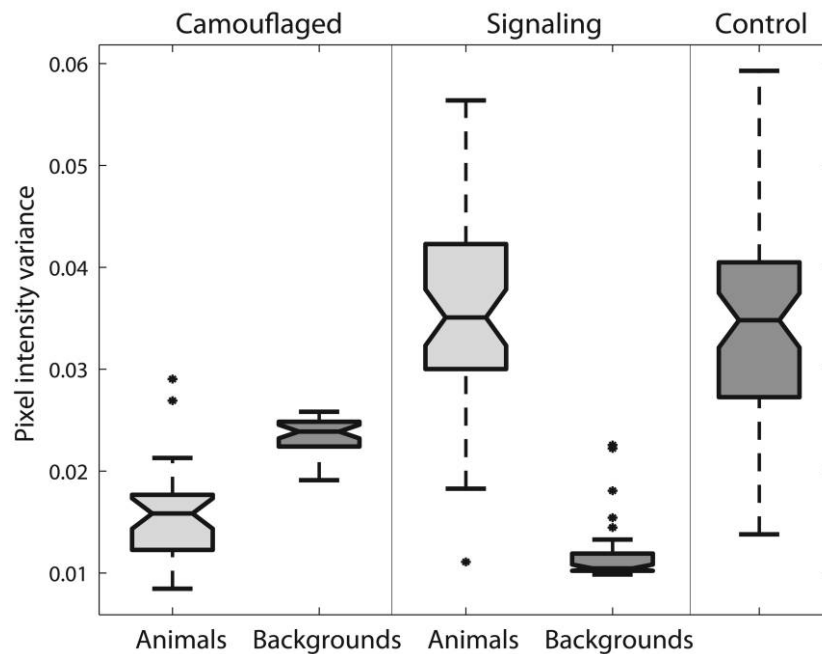 Camouflaged Signaling Control
0.06
0.05
0.04
0.03
0.02
0.01
Pixel intensity variance
Animals Backgrounds Animals Backgrounds